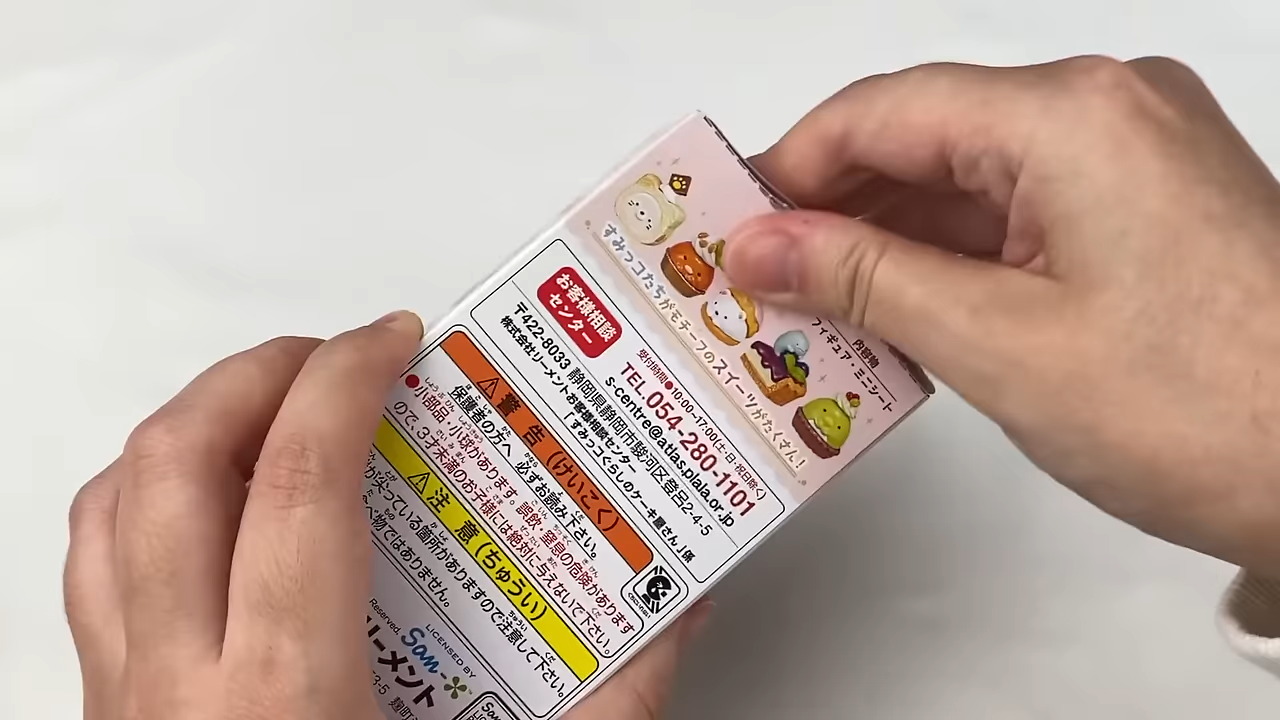 すみっコたちがモチーフのスイーツがたくさん!
内容物
フィギュア・ミニシート
お客様相談
センター
受付時間●10:00~17:00(土・日・祝日除く)
TEL.054-280-1101
s-centre@atlas.plala.or.jp
〒422-8033 静岡県静岡市駿河区登呂2-4-5
株式会社リーメントお客様相談センター
「すみっコぐらしのケーキ屋さん」係
警告(けいこく)
保護者の方へ 必ずお読み下さい。
●小部品・小球があります。誤飲・窒息の危険があります
ので、3才未満のお子様には絶対に与えないで下さい。
注意(ちゅうい)
が尖っている箇所がありますので注意して下さい。
べ物ではありません。
Reserved.
LICENSED BY
San-X
リーメント
3-5 麹町